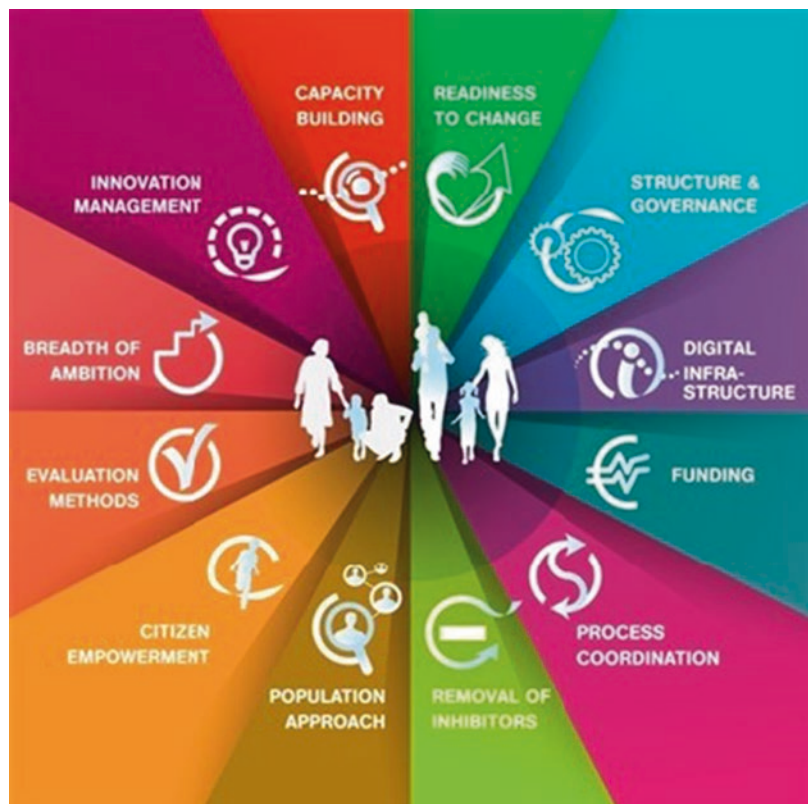 CAPACITY
BUILDING
READINESS
TO CHANGE
STRUCTURE &
GOVERNANCE
DIGITAL
INFRA-
STRUCTURE
FUNDING
PROCESS
COORDINATION
REMOVAL OF
INHIBITORS
POPULATION
APPROACH
CITIZEN
EMPOWERMENT
EVALUATION
METHODS
BREADTH OF
AMBITION
INNOVATION
MANAGEMENT